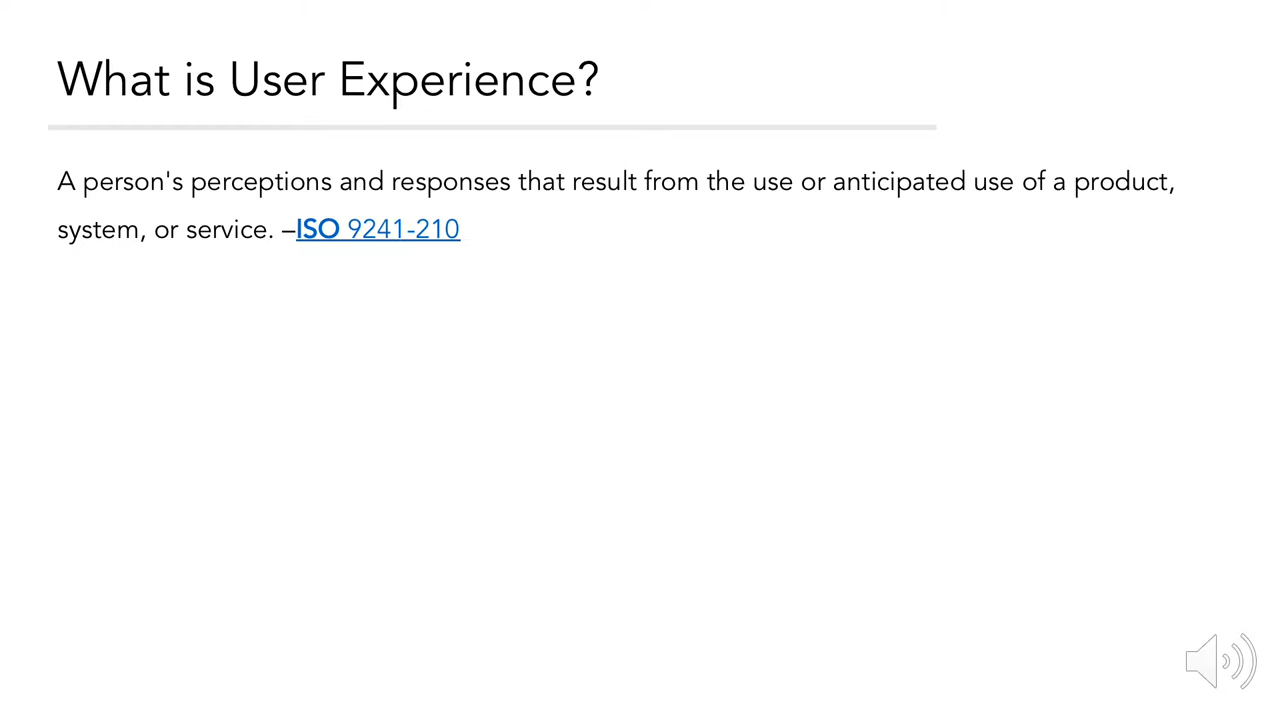 What is User Experience?
A person's perceptions and responses that result from the use or anticipated use of a product,
system, or service. –ISO 9241-210